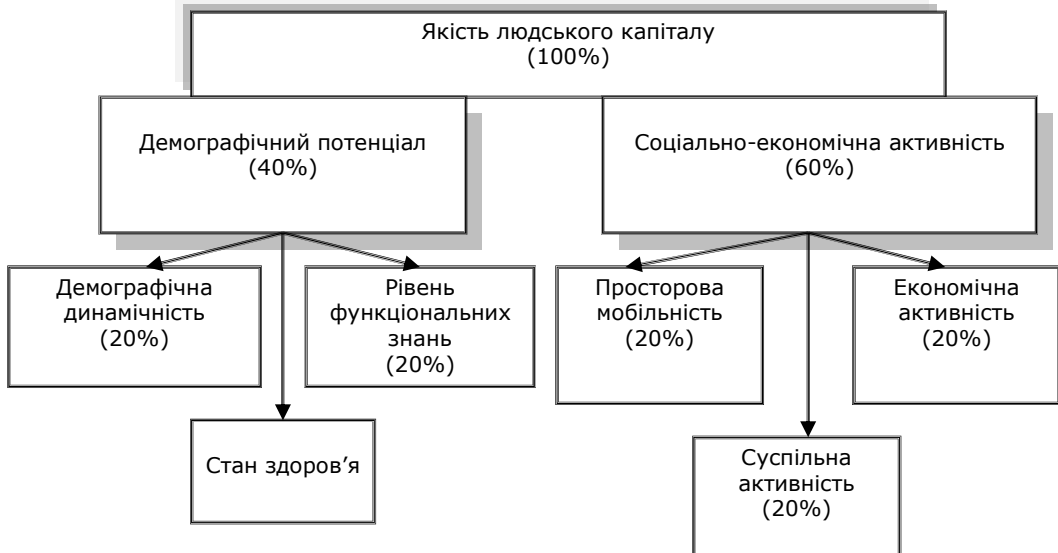 Якість людського капіталу
(100%)
Демографічний потенціал
(40%)
Соціально-економічна активність
(60%)
Демографічна
динамічність
(20%)
Рівень
функціональних
знань
(20%)
Просторова
мобільність
(20%)
Економічна
активність
(20%)
Стан здоров’я
Суспільна
активність
(20%)